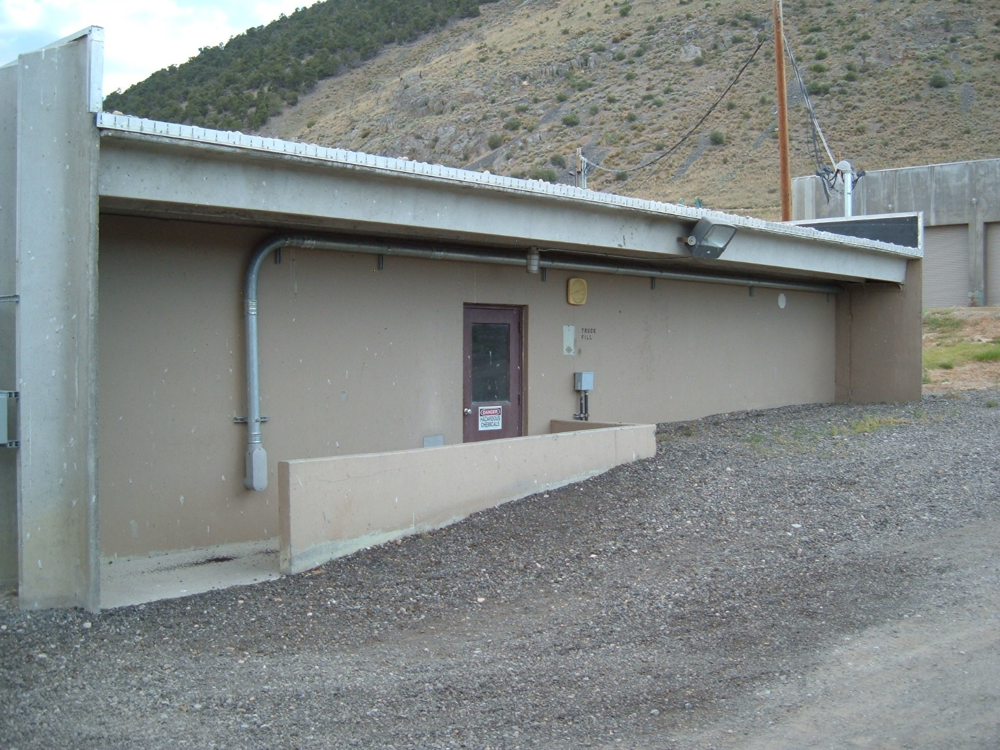 TRUCK
FILL
DANGER
HAZARDOUS
CHEMICALS